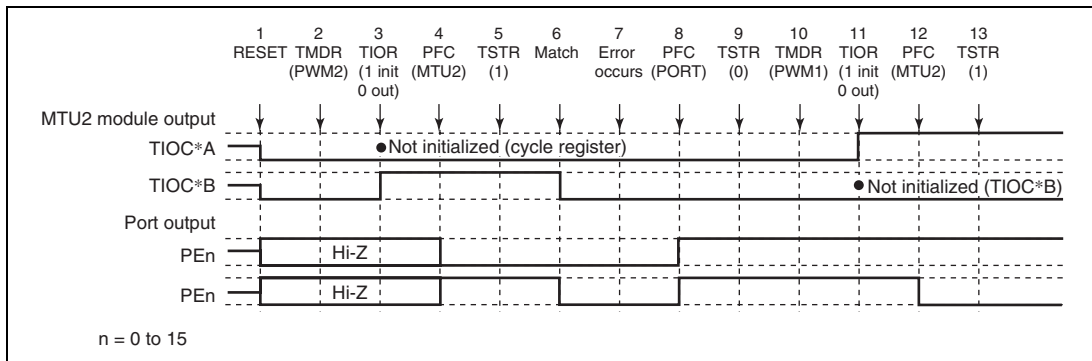 1 2 3 4 5 6 7 8 9 10 11 12 13
RESET TMDR TIOR PFC TSTR Match Error PFC TSTR TMDR TIOR PFC TSTR
(PWM2) (1 init (MTU2) (1) occurs (PORT) (0) (PWM1) (1 init (MTU2) (1)
0 out) 0 out)
MTU2 module output
TIOC*A ●Not initialized (cycle register)
TIOC*B ● Not initialized (TIOC*B)
Port output
PEn Hi-Z
PEn Hi-Z
n = 0 to 15